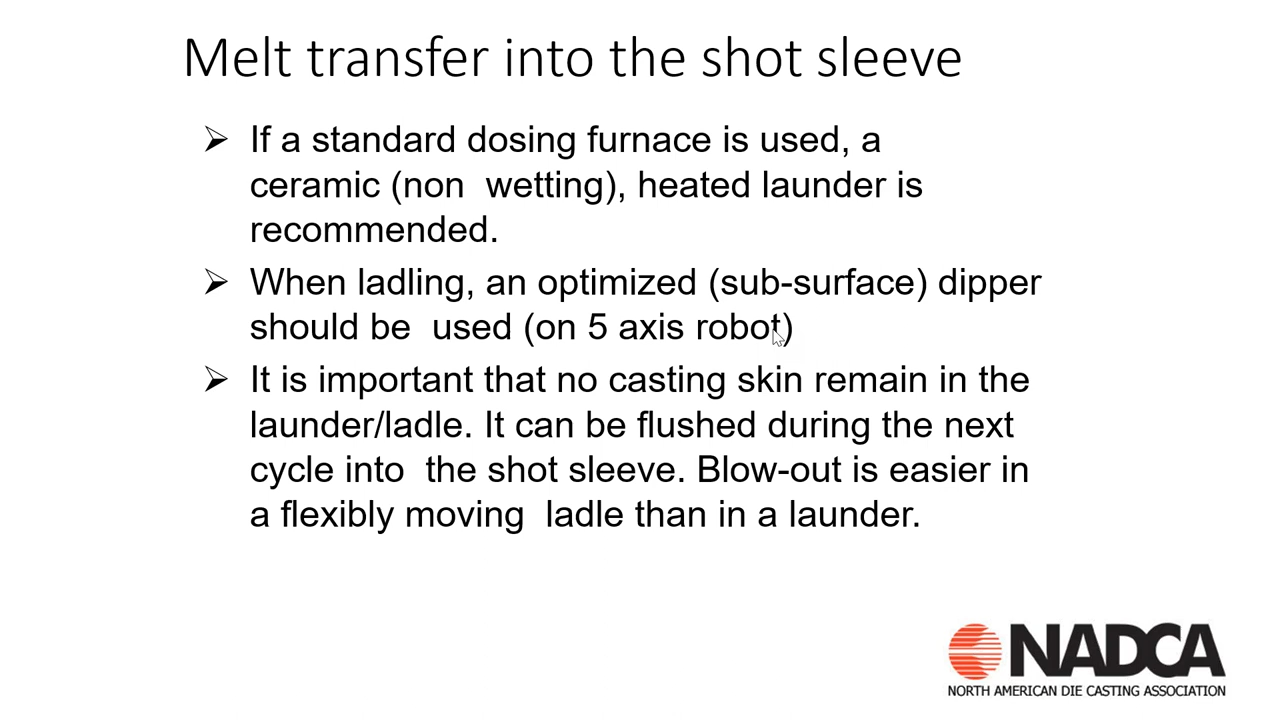 Melt transfer into the shot sleeve
➢ If a standard dosing furnace is used, a
ceramic (non  wetting), heated launder is
recommended.
➢ When ladling, an optimized (sub-surface) dipper
should be  used (on 5 axis robot)
➢ It is important that no casting skin remain in the
launder/ladle. It can be flushed during the next
cycle into  the shot sleeve. Blow-out is easier in
a flexibly moving  ladle than in a launder.
NADCA
NORTH AMERICAN DIE CASTING ASSOCIATION